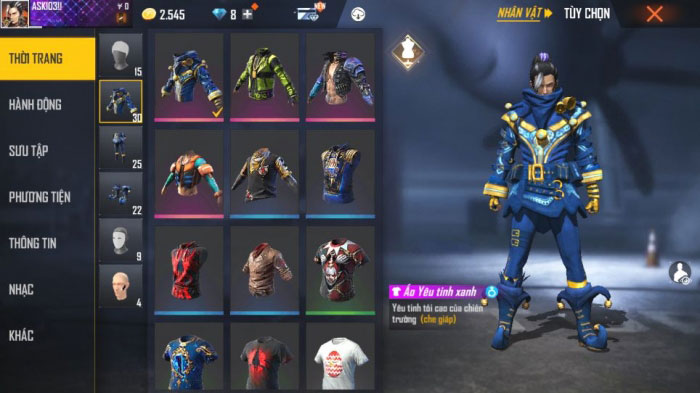 ASK103!!
0
2.545
8
NHÂN VẬT
TÙY CHỌN
THỜI TRANG
HÀNH ĐỘNG
SƯU TẬP
PHƯƠNG TIỆN
THÔNG TIN
NHẠC
KHÁC
15
30
25
22
9
4
Áo Yêu tinh xanh
Yêu tinh tối cao của chiến
trường (che giáp)